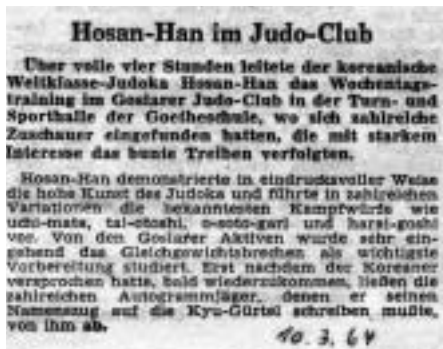 Hosan-Han im Judo-Club
Über volle vier Stunden leitete der koreanische
Weltklasse-Judoka Hosan-Han das Wochentags-
training im Goslarer Judo-Club in der Turn- und
Sporthalle der Goetheschule, wo sich zahlreiche
Zuschauer eingefunden hatten, die mit starkem
Interesse das bunte Treiben verfolgten.
Hosan-Han demonstrierte in eindrucksvoller Weise
die hohe Kunst des Judoka und führte in zahlreichen
Variationen die bekanntesten Kampfwürfe wie
uchi-mata, tai-otoshi, o-soto-gari und harai-goshi
vor. Von den Goslarer Aktiven wurde sehr ein-
gehend das Gleichgewichtsbrechen als wichtigste
Vorbereitung studiert. Erst nachdem der Koreaner
versprochen hatte, bald wiederzukommen, ließen die
zahlreichen Autogrammjäger, denen er seinen
Namenszug auf die Kyu-Gürtel schreiben mußte,
von ihm ab.
10.3.64